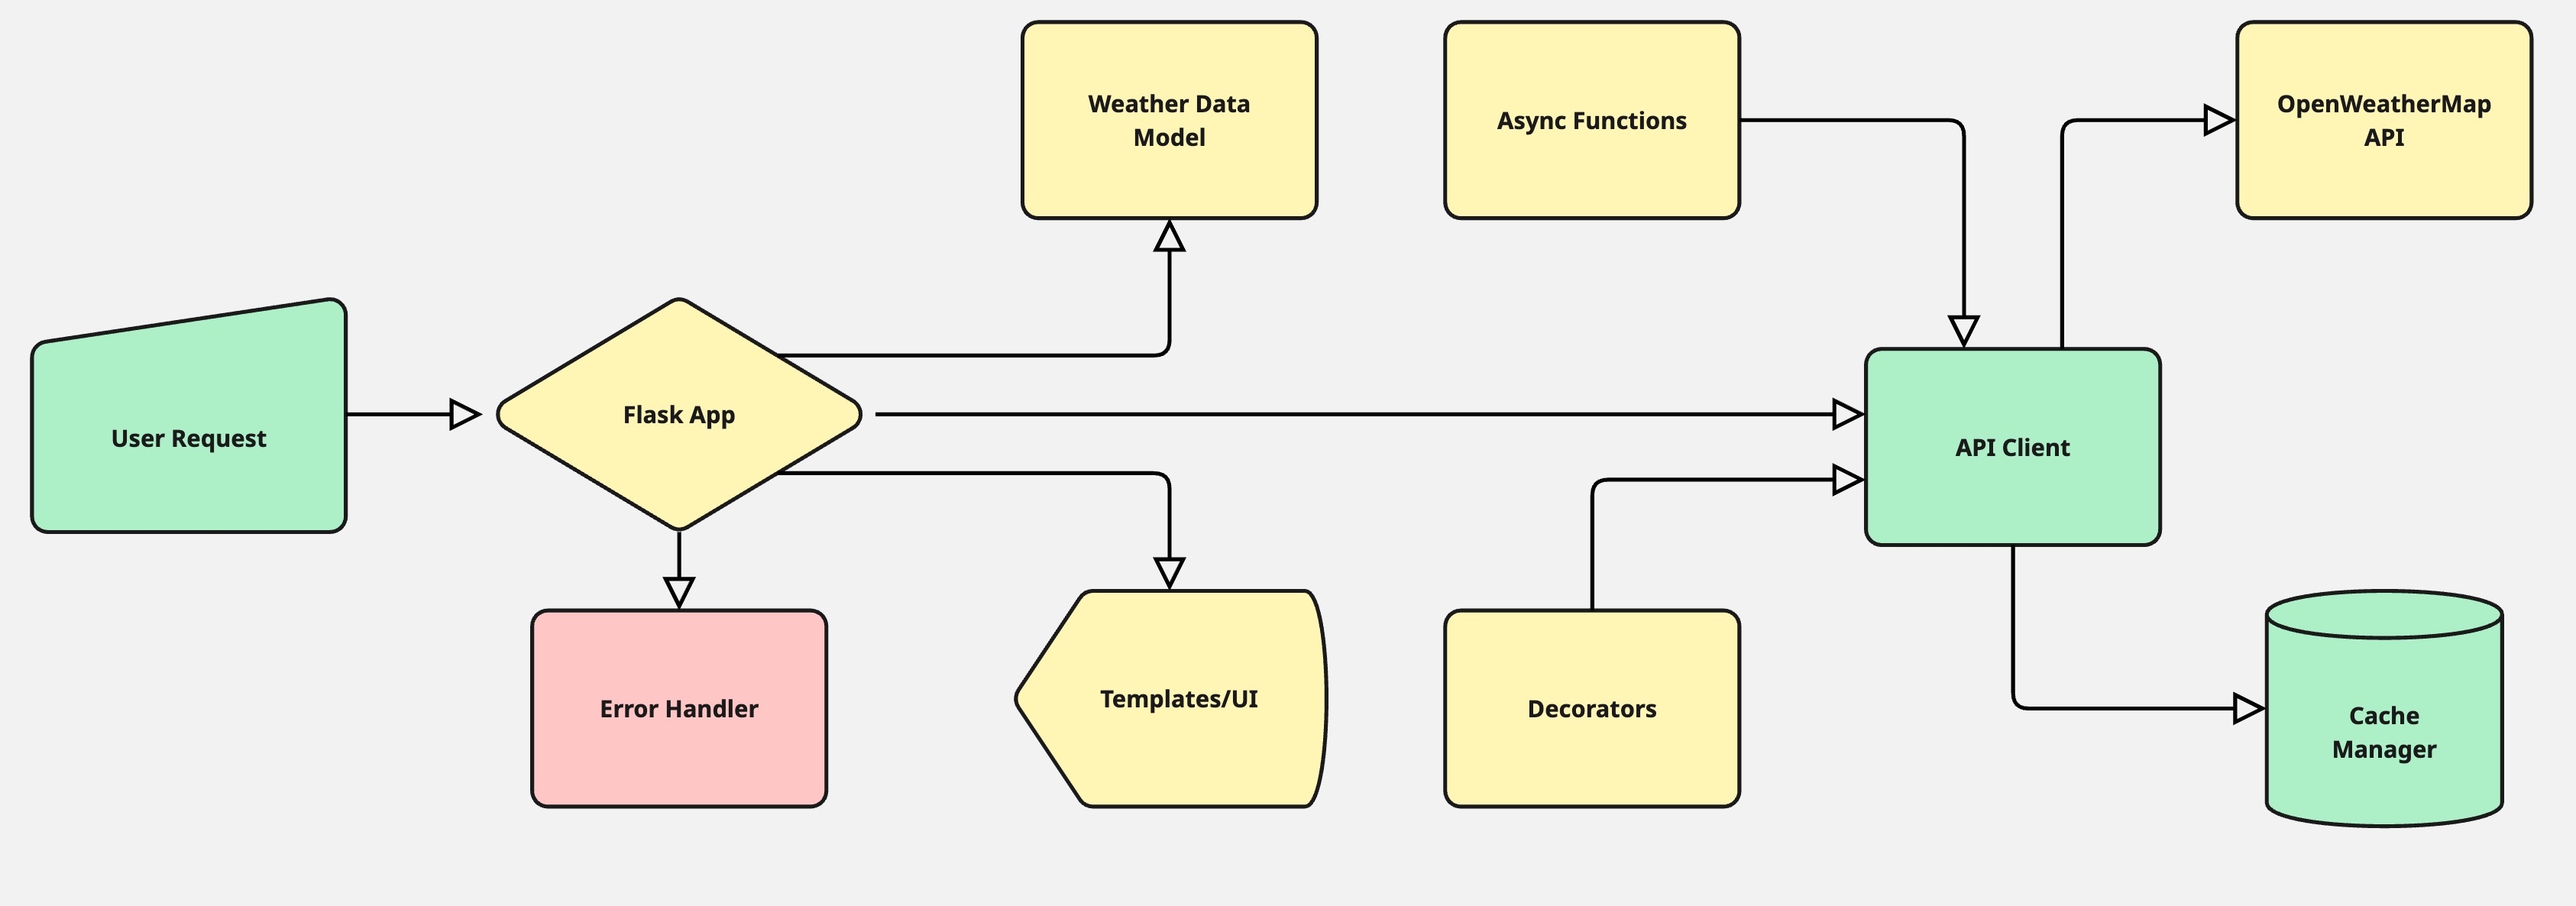 Weather Data
Model
Async Functions
OpenWeatherMap
API
User Request
Flask App
API Client
Error Handler
Templates/UI
Decorators
Cache
Manager